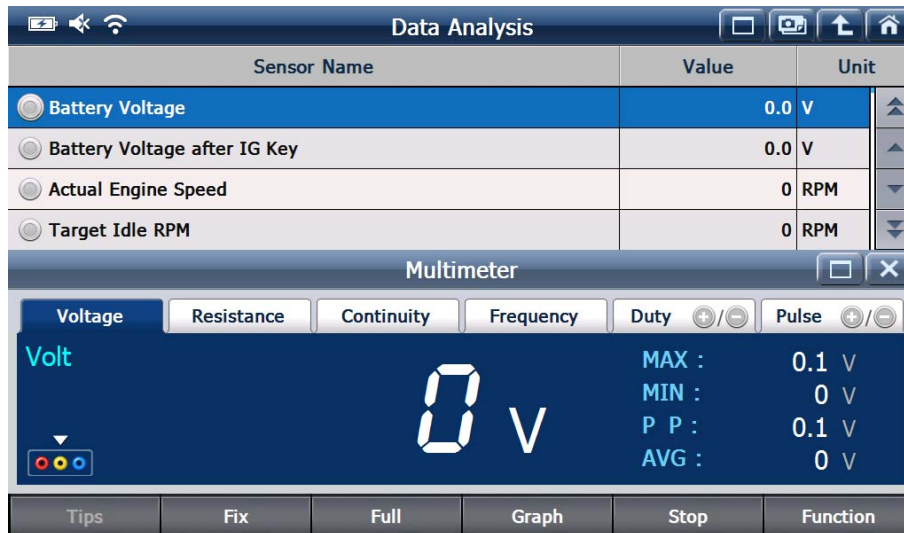 Data Analysis
Sensor Name Value Unit
Battery Voltage 0.0 V
Battery Voltage after IG Key 0.0 V
Actual Engine Speed 0 RPM
Target Idle RPM 0 RPM
Multimeter
Voltage Resistance Continuity Frequency Duty +/- Pulse +/-
Volt
0 V
MAX : 0.1 V
MIN : 0 V
P P : 0.1 V
AVG : 0 V
Tips Fix Full Graph Stop Function